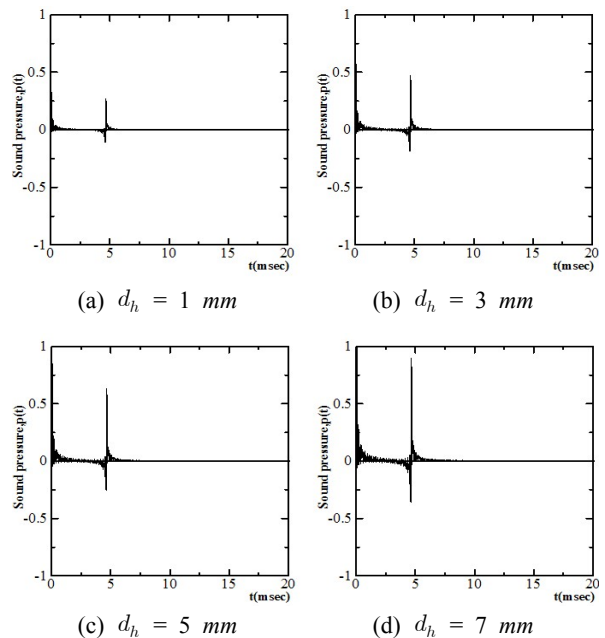 1
0.5
0
-0.5
-1
Sound pressure,p(t)
0 5 10 15 20
t(msec)
(a) d_h = 1 mm
1
0.5
0
-0.5
-1
Sound pressure,p(t)
0 5 10 15 20
t(msec)
(b) d_h = 3 mm
1
0.5
0
-0.5
-1
Sound pressure,p(t)
0 5 10 15 20
t(msec)
(c) d_h = 5 mm
1
0.5
0
-0.5
-1
Sound pressure,p(t)
0 5 10 15 20
t(msec)
(d) d_h = 7 mm